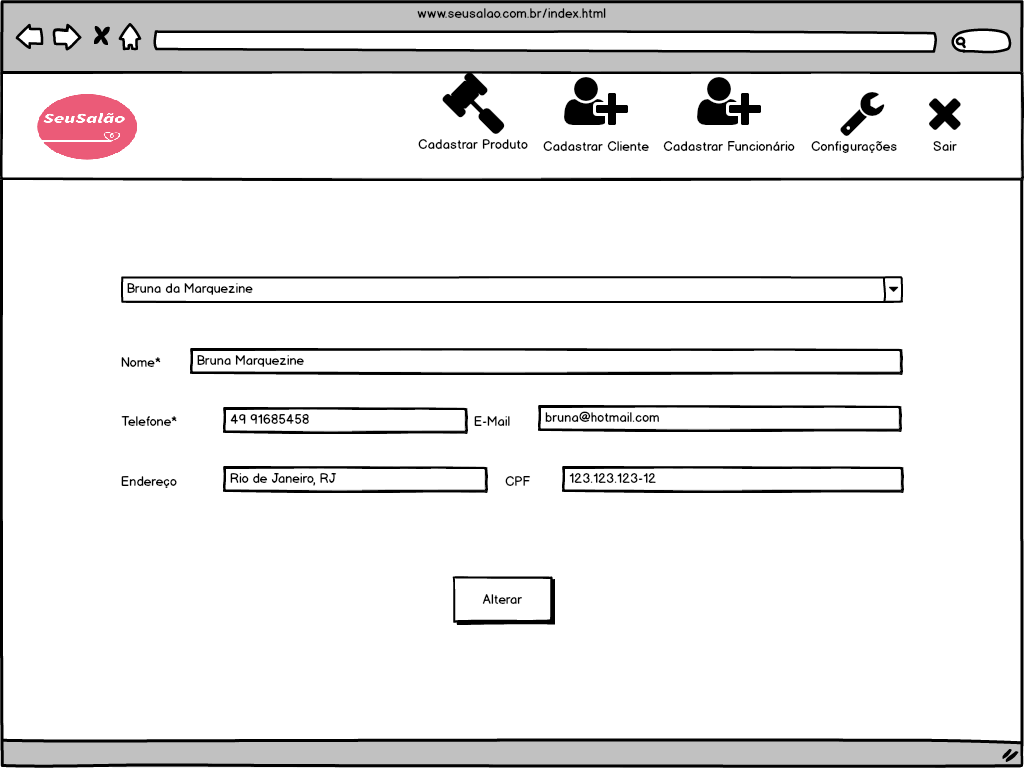 www.seusalao.com.br/index.html
SeuSalão
Cadastrar Produto
Cadastrar Cliente
Cadastrar Funcionário
Configurações
Sair
Bruna da Marquezine
Nome* Bruna Marquezine
Telefone* 49 91685458 E-Mail bruna@hotmail.com
Endereço Rio de Janeiro, RJ CPF 123.123.123-12
Alterar